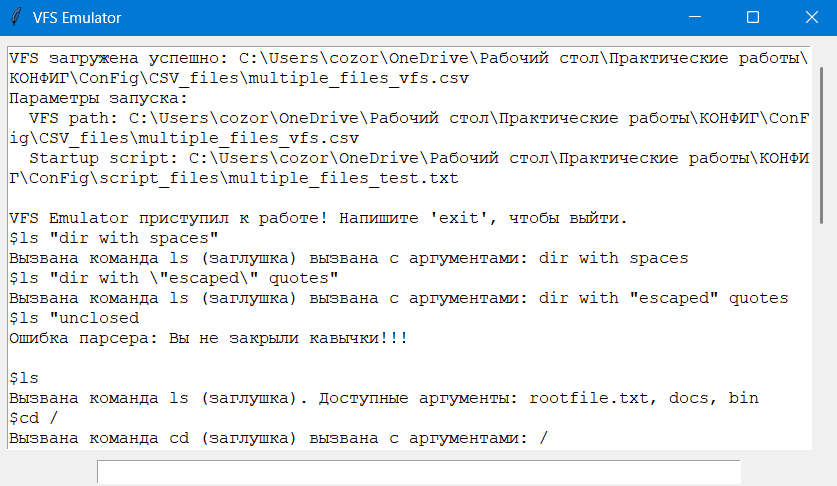 VFS Emulator
VFS загружена успешно: C:\Users\cozor\OneDrive\Рабочий стол\Практические работы\
КОНФИГ\ConFig\CSV_files\multiple_files_vfs.csv
Параметры запуска:
  VFS path: C:\Users\cozor\OneDrive\Рабочий стол\Практические работы\КОНФИГ\ConF
ig\CSV_files\multiple_files_vfs.csv
  Startup script: C:\Users\cozor\OneDrive\Рабочий стол\Практические работы\КОНФИ
Г\ConFig\script_files\multiple_files_test.txt
VFS Emulator приступил к работе! Напишите 'exit', чтобы выйти.
$ls "dir with spaces"
Вызвана команда ls (заглушка) вызвана с аргументами: dir with spaces
$ls "dir with \"escaped\" quotes"
Вызвана команда ls (заглушка) вызвана с аргументами: dir with "escaped" quotes
$ls "unclosed
Ошибка парсера: Вы не закрыли кавычки!!!
$ls
Вызвана команда ls (заглушка). Доступные аргументы: rootfile.txt, docs, bin
$cd /
Вызвана команда cd (заглушка) вызвана с аргументами: /